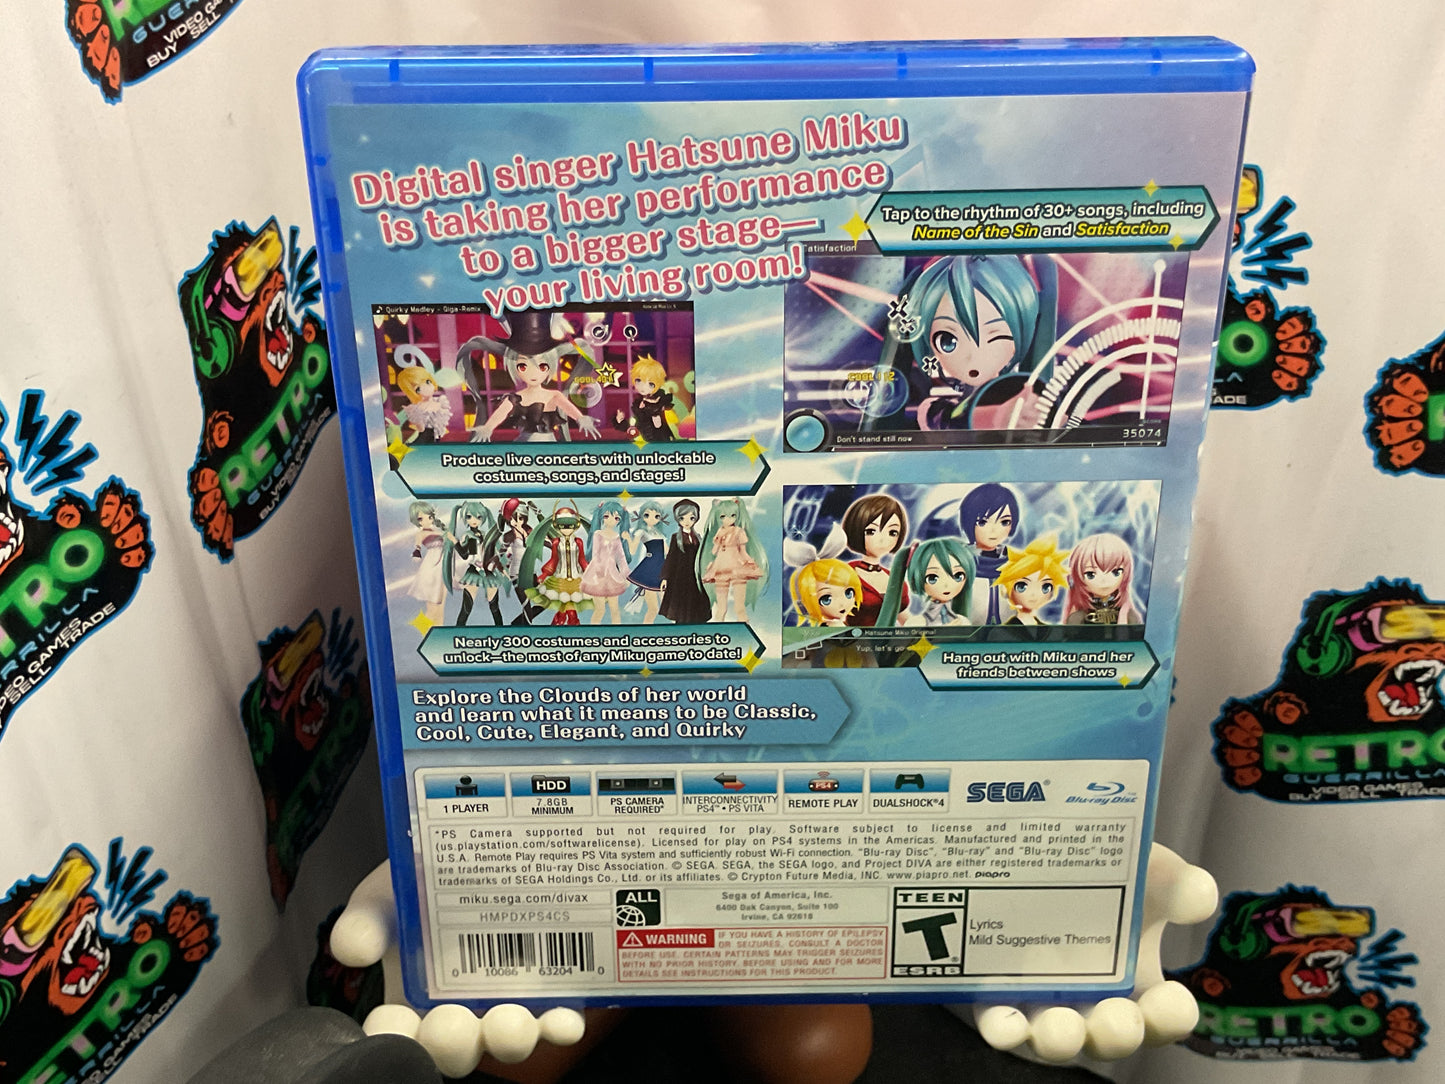 Digital singer Hatsune Miku
is taking her performance
to a bigger stage—
your living room!
Tap to the rhythm of 30+ songs, including
Name of the Sin and Satisfaction
atisfaction
COOL 12
Don't stand still now
35074
Quirky Medley - Giga-Remix
COOL
Produce live concerts with unlockable
costumes, songs, and stages!
Nearly 300 costumes and accessories to
unlock—the most of any Miku game to date!
Miku
Hatsune Miku Original
Yup, let's go
Hang out with Miku and her
friends between shows
Explore the Clouds of her world
and learn what it means to be Classic,
Cool, Cute, Elegant, and Quirky
1 PLAYER
HDD
7.8GB
MINIMUM
PS CAMERA
REQUIRED*
INTERCONNECTIVITY
PS4™ • PS VITA
PS4
REMOTE PLAY
DUALSHOCK®4
SEGA®
Blu-ray Disc™
*PS Camera supported but not required for play. Software subject to license and limited warranty
(us.playstation.com/softwarelicense). Licensed for play on PS4 systems in the Americas. Manufactured and printed in the
U.S.A. Remote Play requires PS Vita system and sufficiently robust Wi-Fi connection. "Blu-ray Disc", "Blu-ray" and "Blu-ray Disc" logo
are trademarks of Blu-ray Disc Association. © SEGA. SEGA, the SEGA logo, and Project DIVA are either registered trademarks or
trademarks of SEGA Holdings Co., Ltd. or its affiliates. © Crypton Future Media, INC. www.piapro.net. piapro
miku.sega.com/divax
HMPDXPS4CS
ALL
Sega of America, Inc.
6400 Oak Canyon, Suite 100
Irvine, CA 92618
WARNING
IF YOU HAVE A HISTORY OF EPILEPSY
OR SEIZURES, CONSULT A DOCTOR
BEFORE USE. CERTAIN PATTERNS MAY TRIGGER SEIZURES
WITH NO PRIOR HISTORY. BEFORE USING AND FOR MORE
DETAILS SEE INSTRUCTIONS FOR THIS PRODUCT.
0 10086 63204 0
TEEN
T
ESRB
Lyrics
Mild Suggestive Themes
RETRO
GUERRILLA
VIDEO GAMES
BUY SELL TRADE